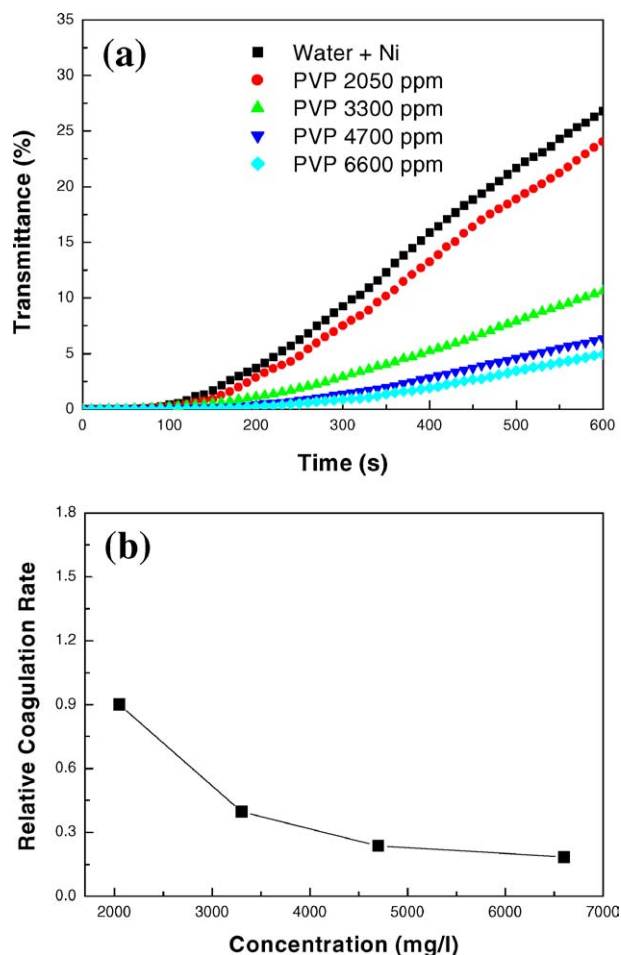 (a)
Water + Ni
PVP 2050 ppm
PVP 3300 ppm
PVP 4700 ppm
PVP 6600 ppm
Transmittance (%)
35
30
25
20
15
10
5
0
0 100 200 300 400 500 600
Time (s)
(b)
Relative Coagulation Rate
1.8
1.5
1.2
0.9
0.6
0.3
0.0
2000 3000 4000 5000 6000 7000
Concentration (mg/l)